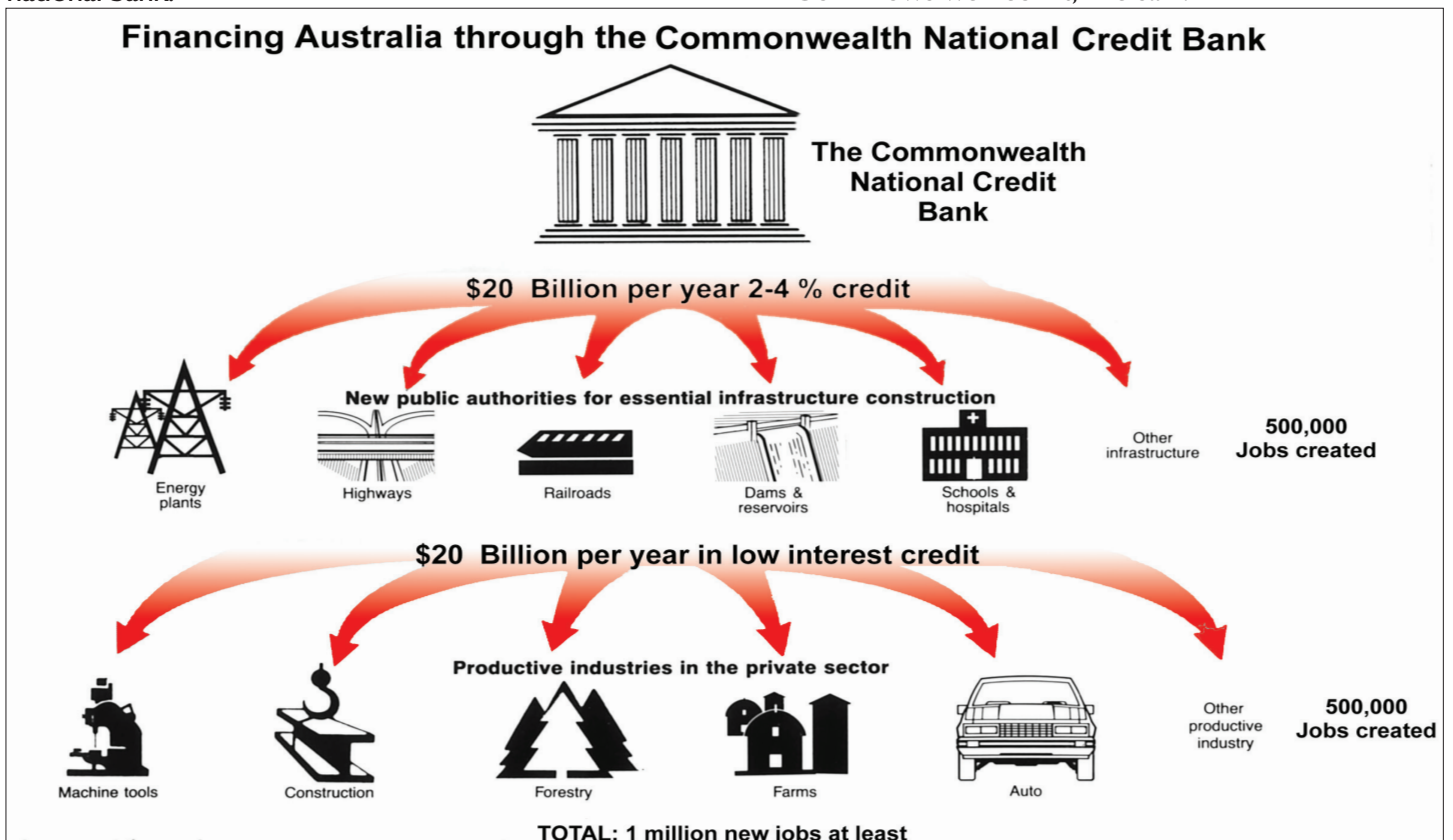 Financing Australia through the Commonwealth National Credit Bank
The Commonwealth
National Credit
Bank
$20 Billion per year 2-4 % credit
New public authorities for essential infrastructure construction
Energy
plants
Highways
Railroads
Dams &
reservoirs
Schools &
hospitals
Other
infrastructure
500,000
Jobs created
$20 Billion per year in low interest credit
Productive industries in the private sector
Machine tools
Construction
Forestry
Farms
Auto
Other
productive
industry
500,000
Jobs created
TOTAL: 1 million new jobs at least